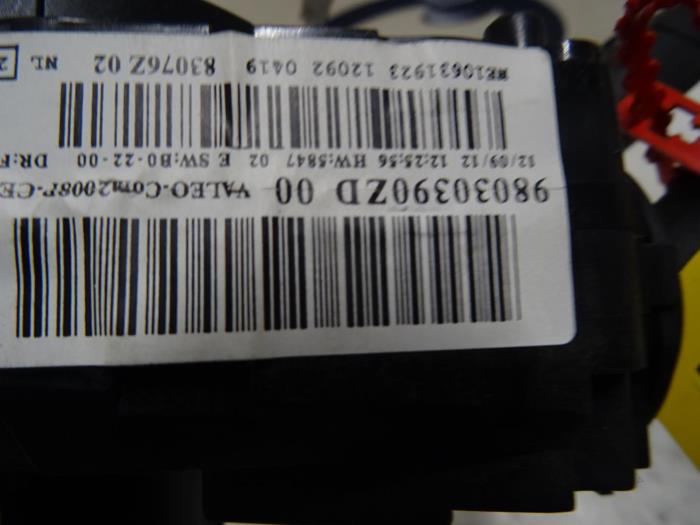 98030390ZD 00 VALEO-Com2008P-CE
12/09/12 12:25:56 HW:5847 02 E SW:B0-22-00 DR:F
ME10631923 12092 0419 83076Z 02 NL 2